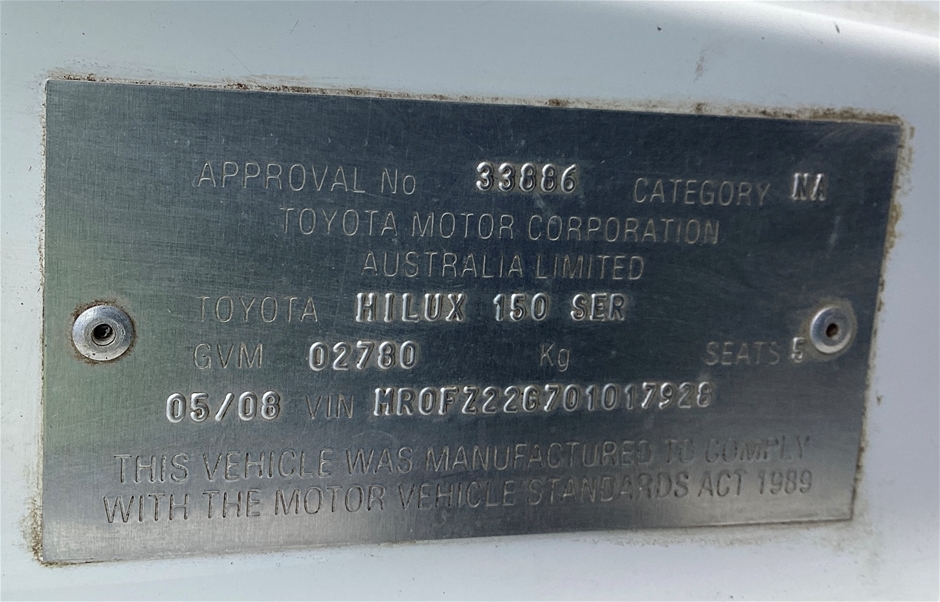 APPROVAL No 33886 CATEGORY NA
TOYOTA MOTOR CORPORATION
AUSTRALIA LIMITED
TOYOTA HILUX 150 SER
GVM 02780 Kg SEATS 5
05/08 VIN MR0FZ22G701017928
THIS VEHICLE WAS MANUFACTURED TO COMPLY
WITH THE MOTOR VEHICLE STANDARDS ACT 1989